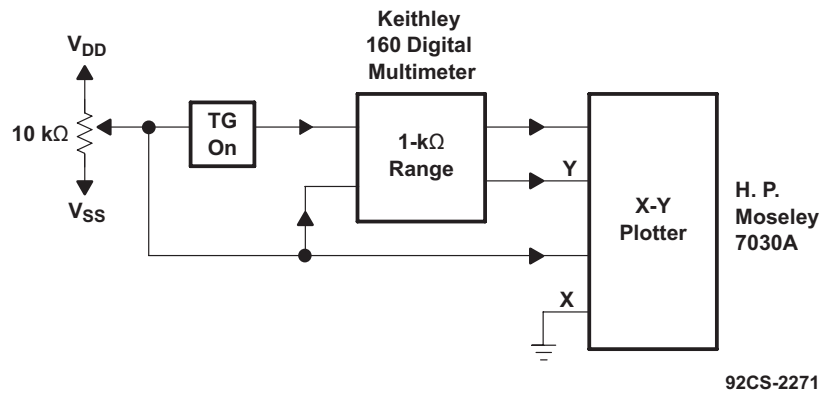 Keithley
160 Digital
Multimeter
VDD
10 kΩ
VSS
TG
On
1-kΩ
Range
Y
X
X-Y
Plotter
H. P.
Moseley
7030A
92CS-2271